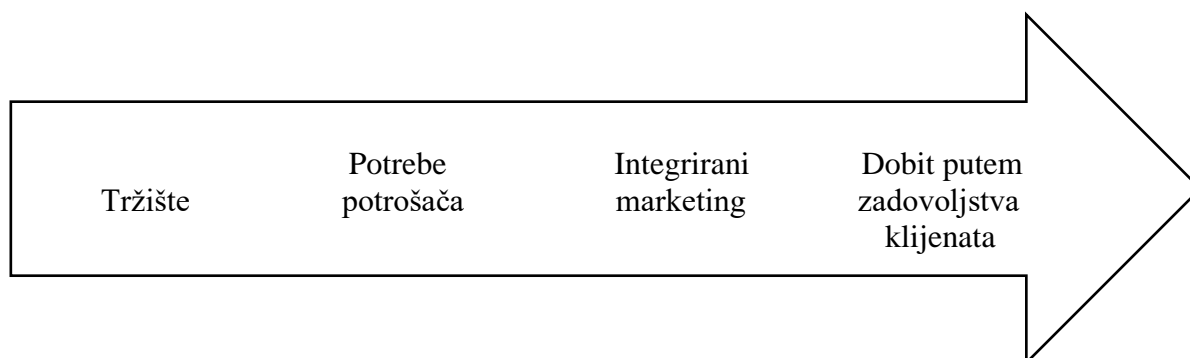 Tržište
Potrebe
potrošača
Integrirani
marketing
Dobit putem
zadovoljstva
klijenata